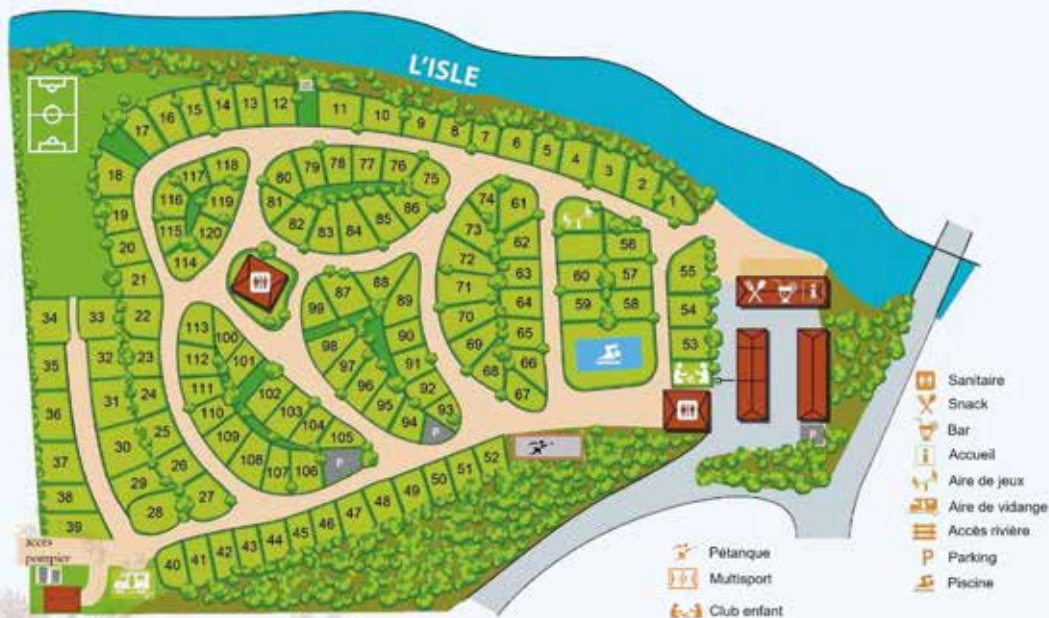 L'ISLE
17 16 15 14 13 12 11 10 9 8 7 6 5 4 3 2 1
18
19
20
21
22
23
24
25
26
27
28
29
30
31
32
33
34
35
36
37
38
39
117 118
116 119
115 120
114
80 79 78 77 76 75
81 82 83 84 85 86
74 61
73 62
72 63
71 64
70 65
69 66
68 67
56
60 57
59 58
55
54
53
99 87 88 89
98 90
97 91
96 92
95 93
94
P
113 100
112 101
111 102
110 103
109 104
108 105
107 106
P
40 41 42 43 44 45 46 47 48 49 50 51 52
i
P
accès
pompier
Sanitaire
Snack
Bar
i Accueil
Aire de jeux
Aire de vidange
Accès rivière
P Parking
Piscine
Pétanque
Multisport
Club enfant